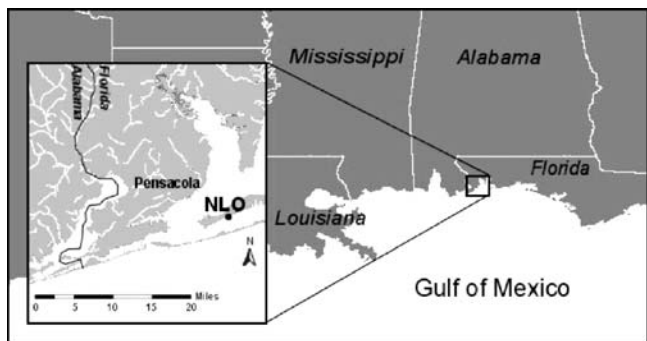 Mississippi
Alabama
Florida
Louisiana
Gulf of Mexico
Florida
Alabama
Pensacola
NLO
N
Miles
0 5 10 15 20